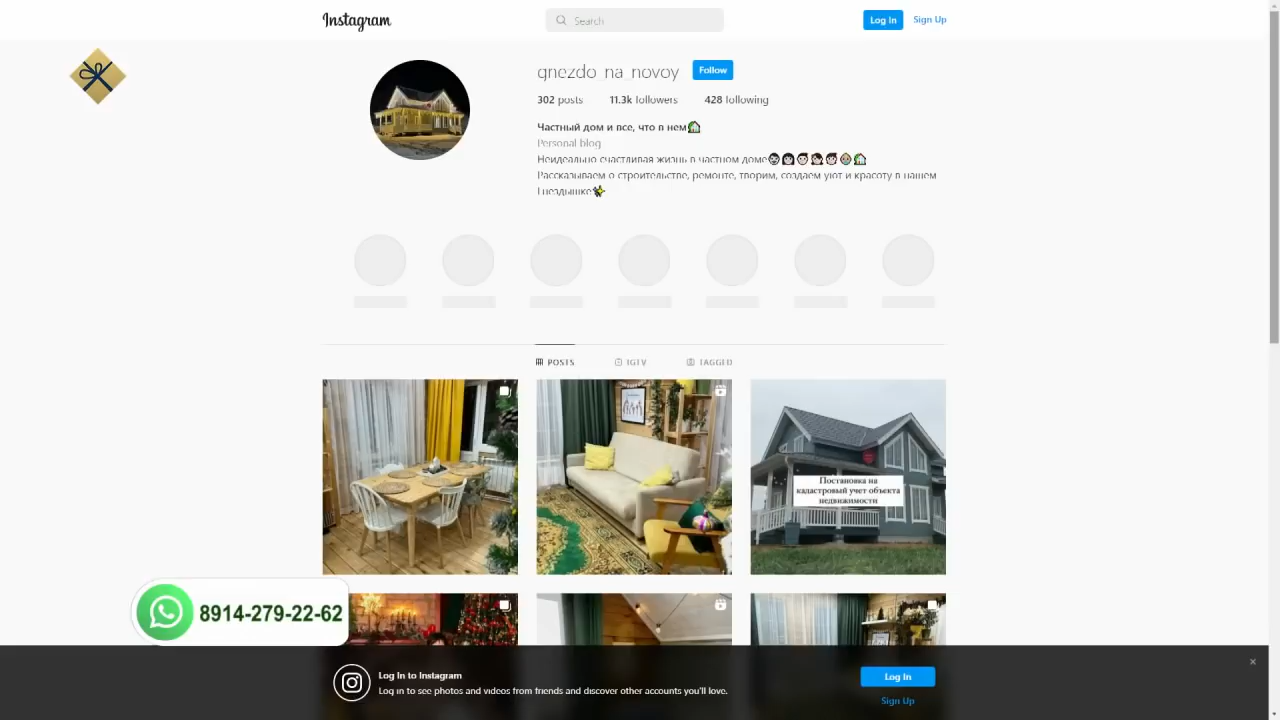 Instagram
Search
Log In
Sign Up
gnezdo_na_novoy
Follow
302 posts
11.3k followers
428 following
Частный дом и все, что в нем
Personal blog
Неидеально счастливая жизнь в частном доме
Рассказываем о строительстве, ремонте, творим, создаем уют и красоту в нашем
Гнездышке
POSTS
IGTV
TAGGED
Постановка на
кадастровый учет объекта
недвижимости
8914-279-22-62
Log In to Instagram
Log in to see photos and videos from friends and discover other accounts you'll love.
Log In
Sign Up